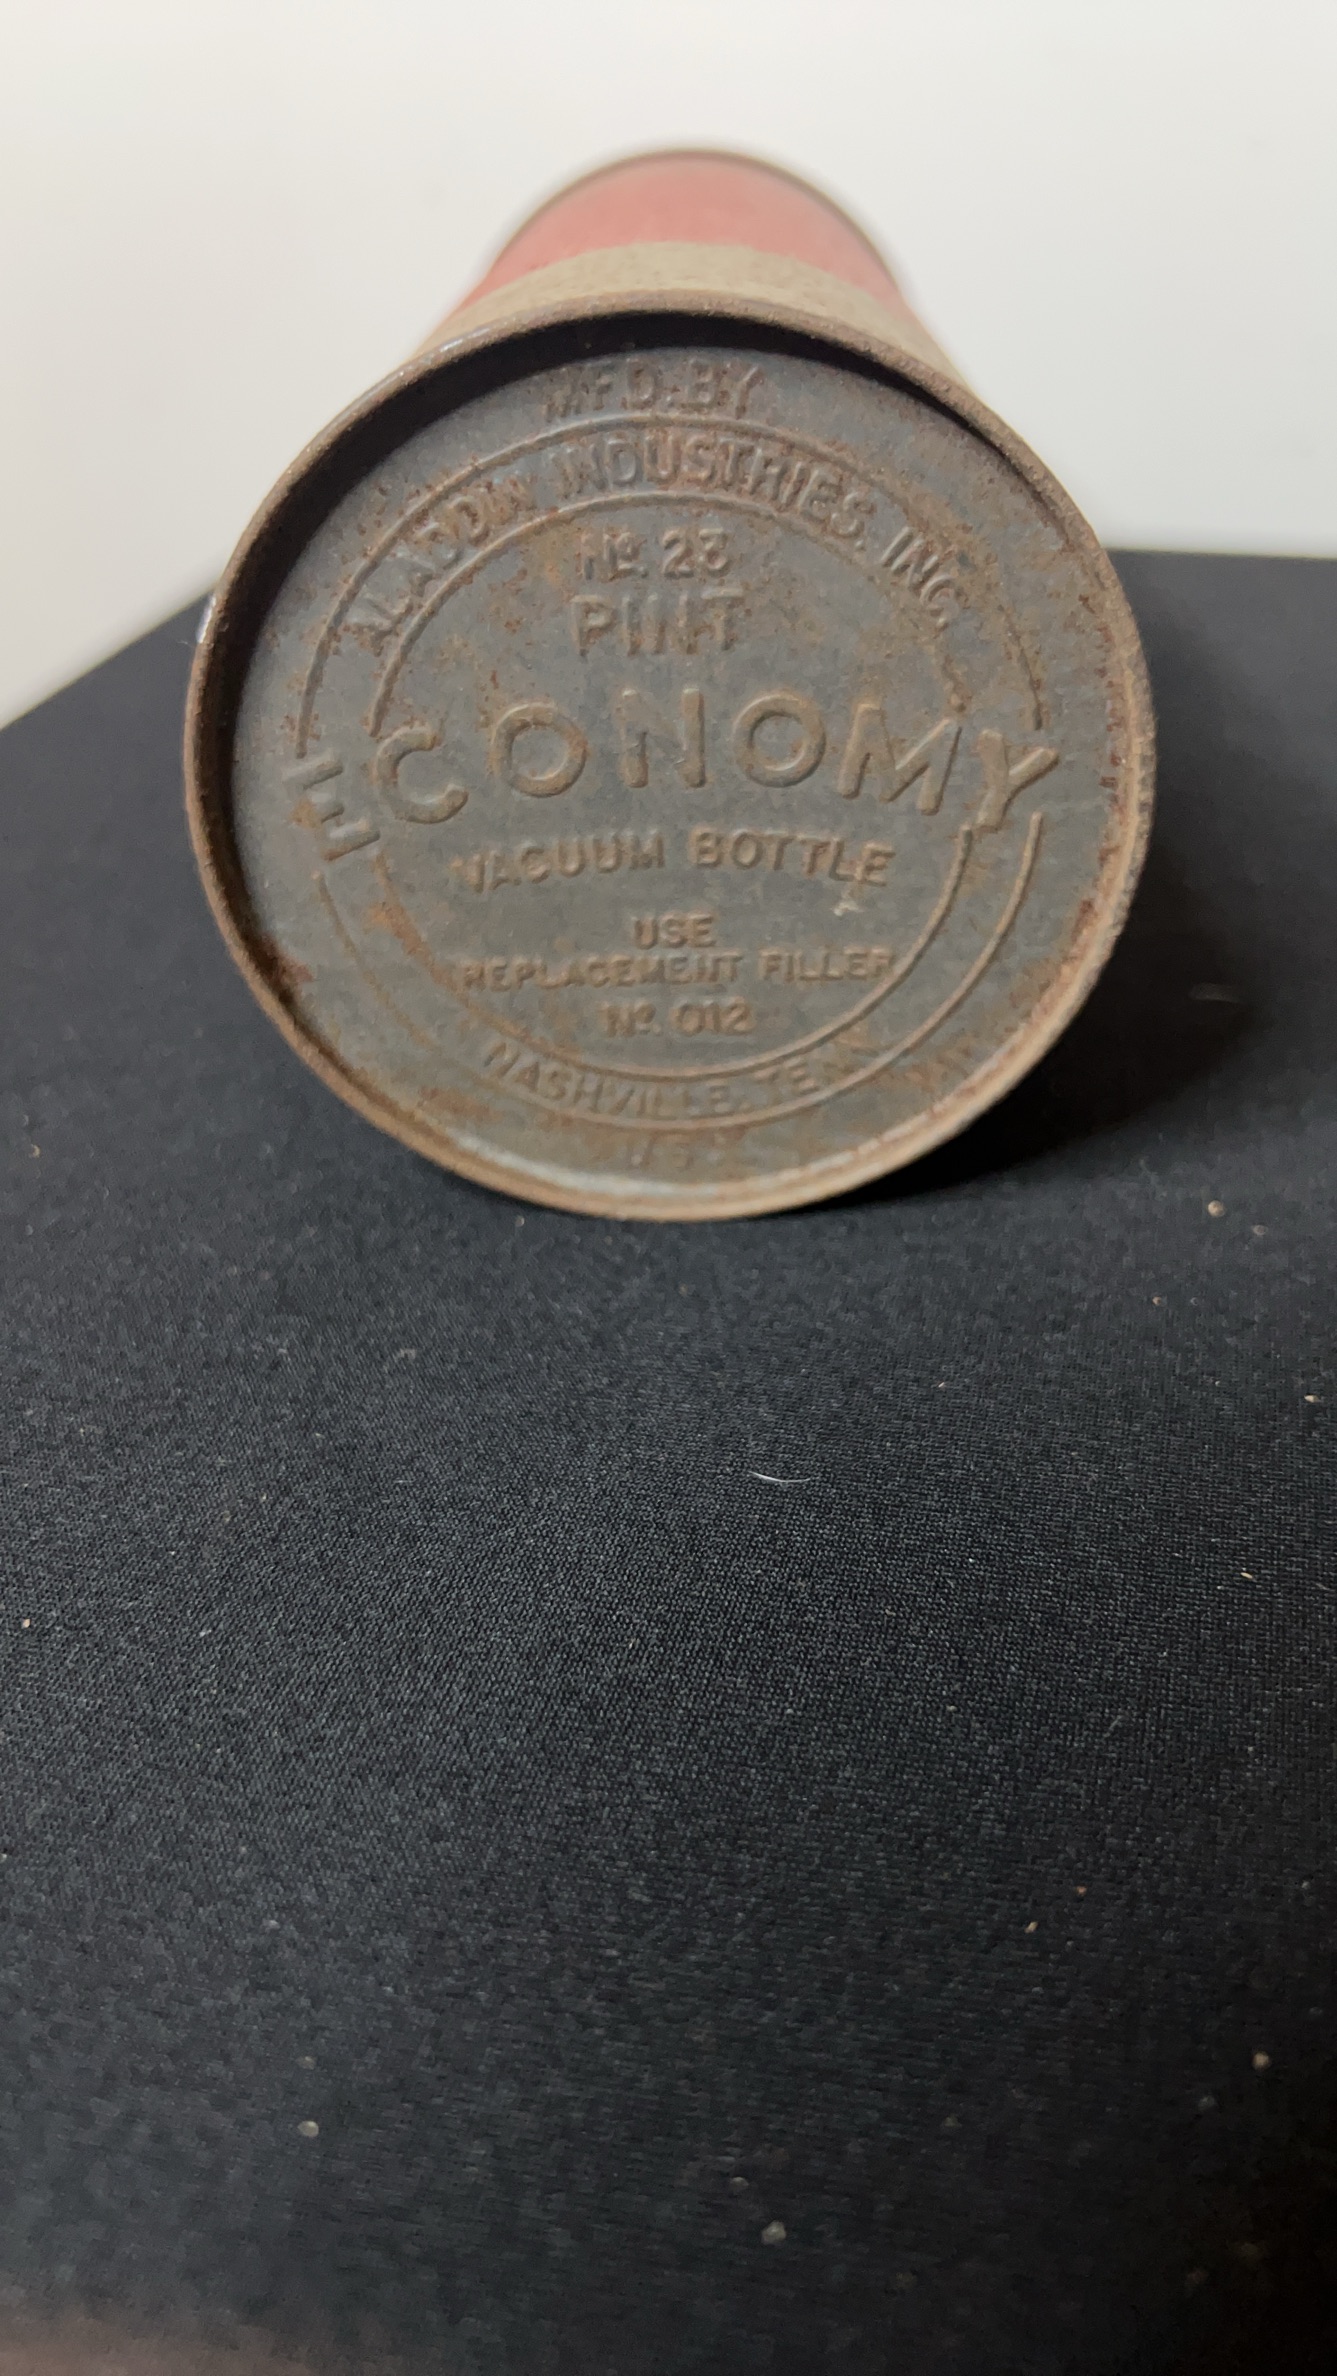 MFD. BY
ALADDIN INDUSTRIES, INC.
No. 23
PINT
ECONOMY
VACUUM BOTTLE
USE
REPLACEMENT FILLER
No. 012
NASHVILLE, TENN.